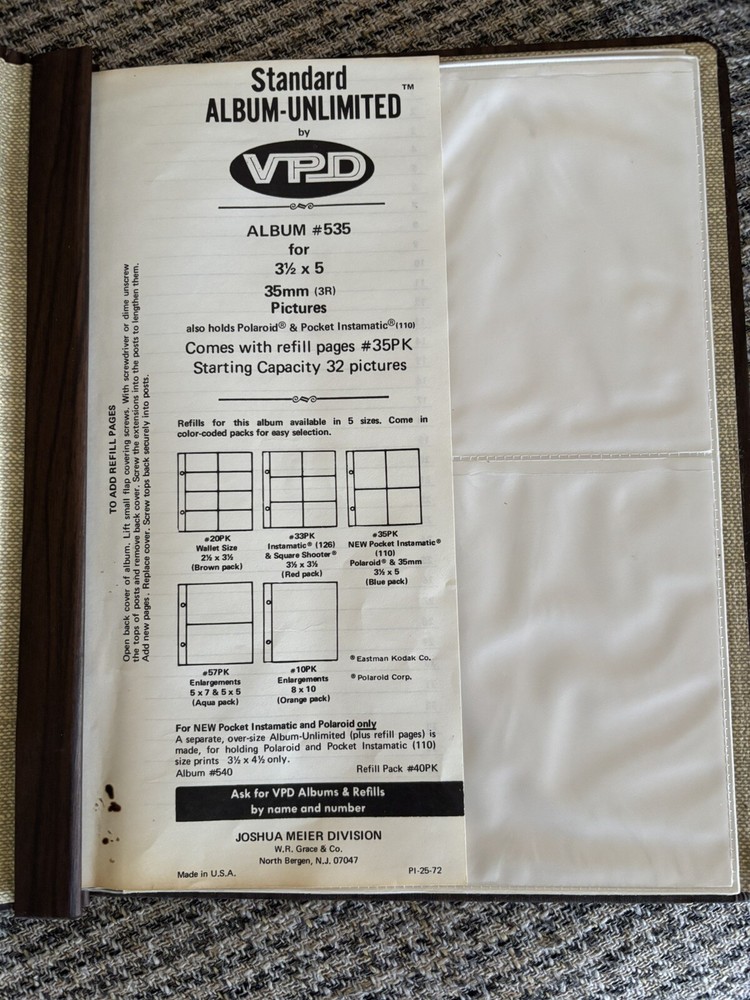 Standard
ALBUM-UNLIMITED™
by
VPD
ALBUM #535
for
3½ x 5
35mm (3R)
Pictures
also holds Polaroid® & Pocket Instamatic®(110)
Comes with refill pages #35PK
Starting Capacity 32 pictures
Refills for this album available in 5 sizes. Come in
color-coded packs for easy selection.
#20PK
Wallet Size
2½ x 3½
(Brown pack)
#33PK
Instamatic® (126)
& Square Shooter®
3½ x 3½
(Red pack)
#35PK
NEW Pocket Instamatic®
(110)
Polaroid® & 35mm
3½ x 5
(Blue pack)
#57PK
Enlargements
5 x 7 & 5 x 5
(Aqua pack)
#10PK
Enlargements
8 x 10
(Orange pack)
® Eastman Kodak Co.
® Polaroid Corp.
For NEW Pocket Instamatic and Polaroid only
A separate, over-size Album-Unlimited (plus refill pages) is
made, for holding Polaroid and Pocket Instamatic (110)
size prints 3½ x 4½ only.
Album #540 Refill Pack #40PK
Ask for VPD Albums & Refills
by name and number
JOSHUA MEIER DIVISION
W.R. Grace & Co.
North Bergen, N.J. 07047
Made in U.S.A. PI-25-72
TO ADD REFILL PAGES
Open back cover of album. Lift small flap covering screws. With screwdriver or dime unscrew
the tops of posts and remove back cover. Screw the extensions into the posts to lengthen them.
Add new pages. Replace cover. Screw tops back securely into posts.